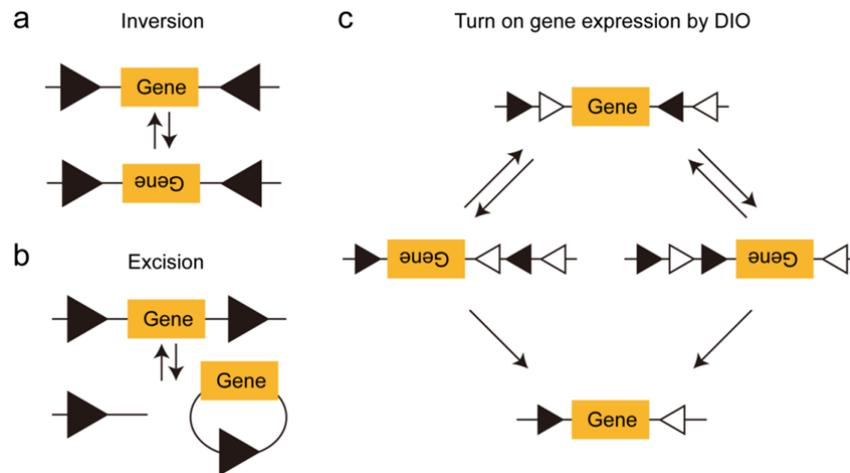 a
Inversion
Gene
Gene
b
Excision
Gene
Gene
c
Turn on gene expression by DIO
Gene
Gene
Gene
Gene